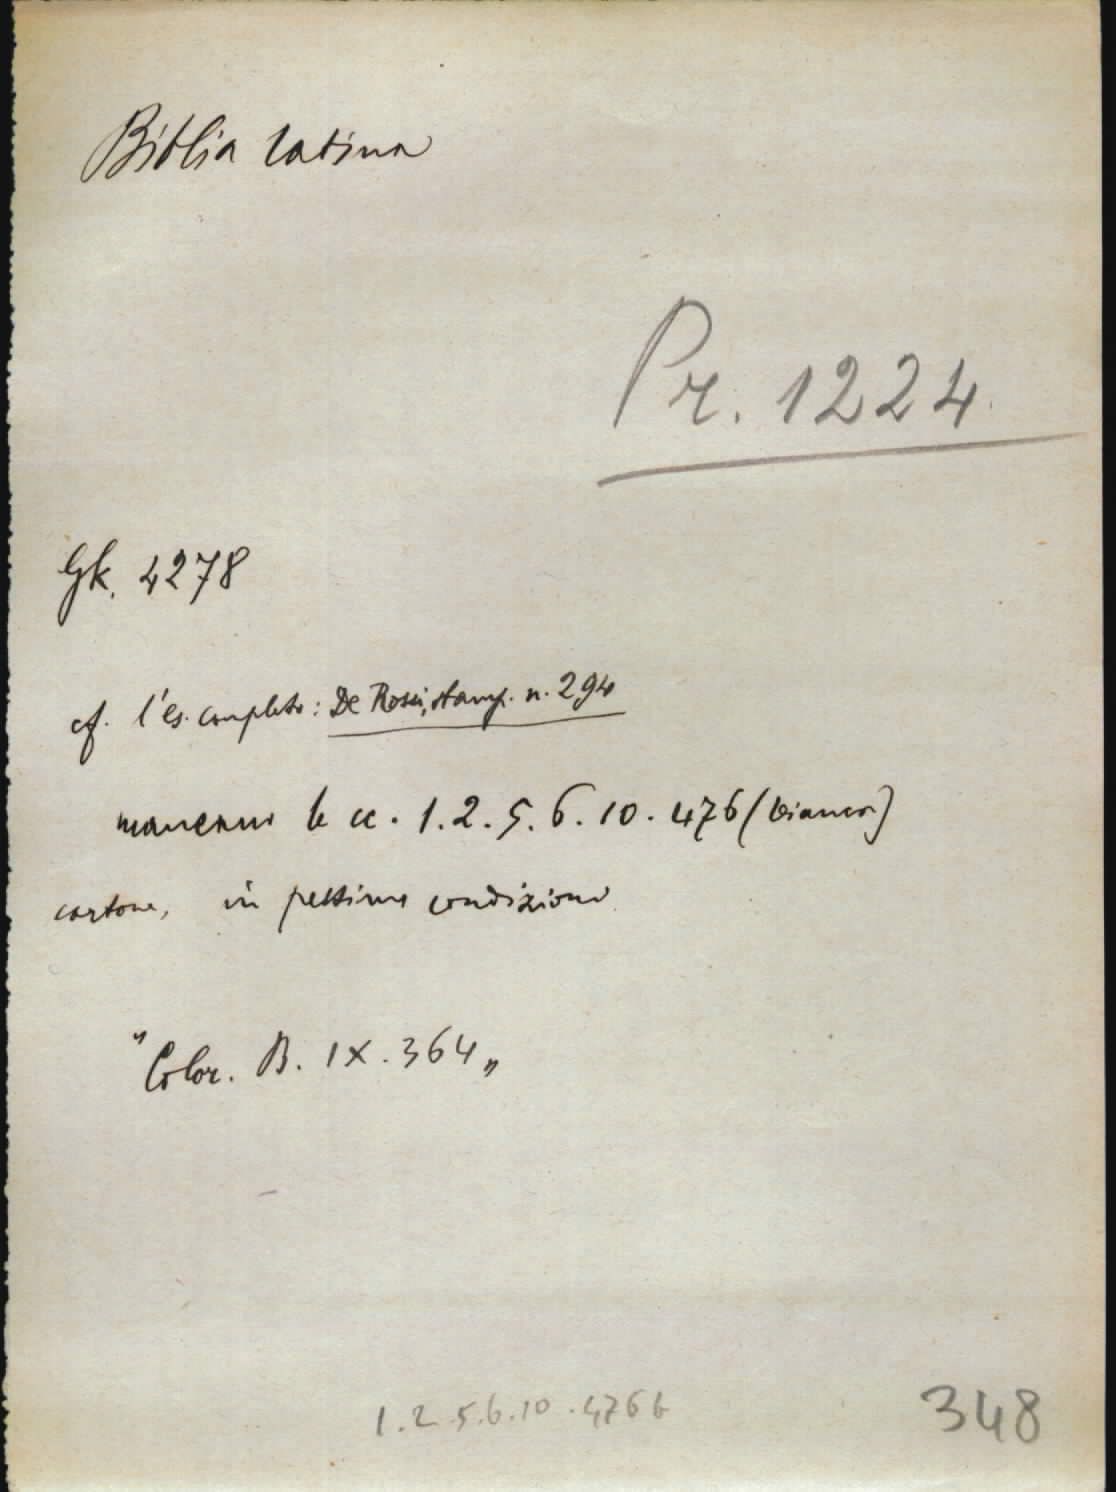 Biblia latina
Pr. 1224.
Gk. 4278
cf. l'es. completo: De Rossi, stamp. n. 294
mancano le cc. 1.2.5.6.10.476 (bianca)
cartone, in pessime condizioni
"Color. B. IX. 364„
1.2.5.6.10.476 b
348